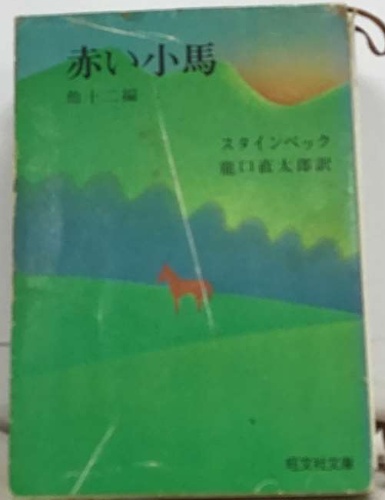 赤い小馬
他十二編
スタインベック
龍口直太郎訳
旺文社文庫